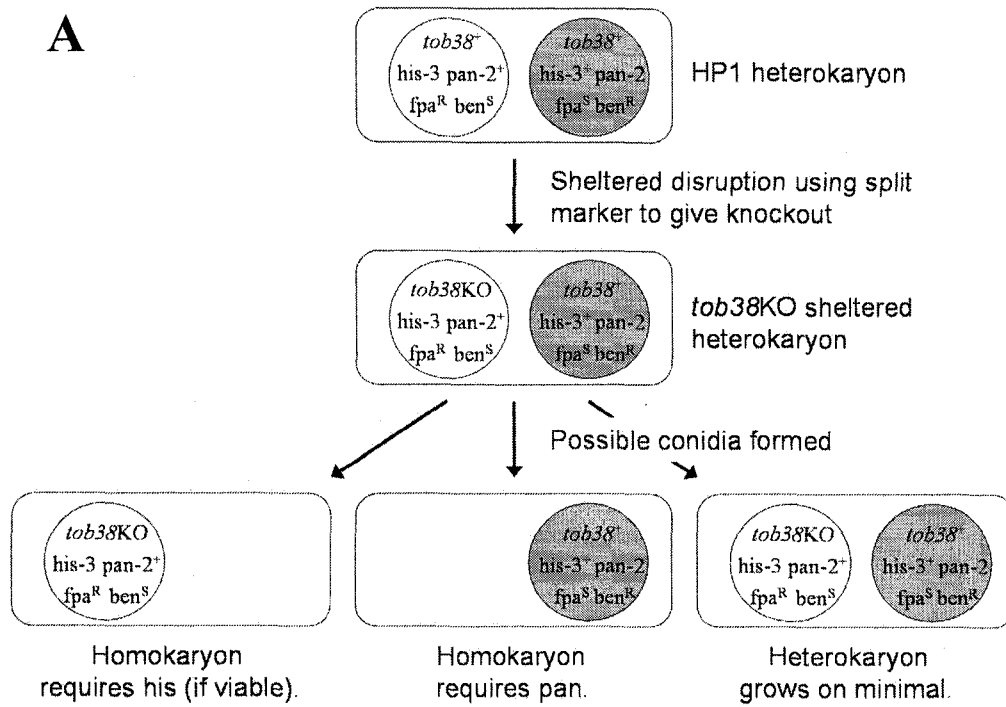 A
tob38⁺
his-3 pan-2⁺
fpaᴿ benˢ
tob38⁺
his-3⁺ pan-2
fpaˢ benᴿ
HP1 heterokaryon
Sheltered disruption using split
marker to give knockout
tob38KO
his-3 pan-2⁺
fpaᴿ benˢ
tob38⁺
his-3⁺ pan-2
fpaˢ benᴿ
tob38KO sheltered
heterokaryon
Possible conidia formed
tob38KO
his-3 pan-2⁺
fpaᴿ benˢ
Homokaryon
requires his (if viable).
tob38⁺
his-3⁺ pan-2
fpaˢ benᴿ
Homokaryon
requires pan.
tob38KO
his-3 pan-2⁺
fpaᴿ benˢ
tob38⁺
his-3⁺ pan-2
fpaˢ benᴿ
Heterokaryon
grows on minimal.